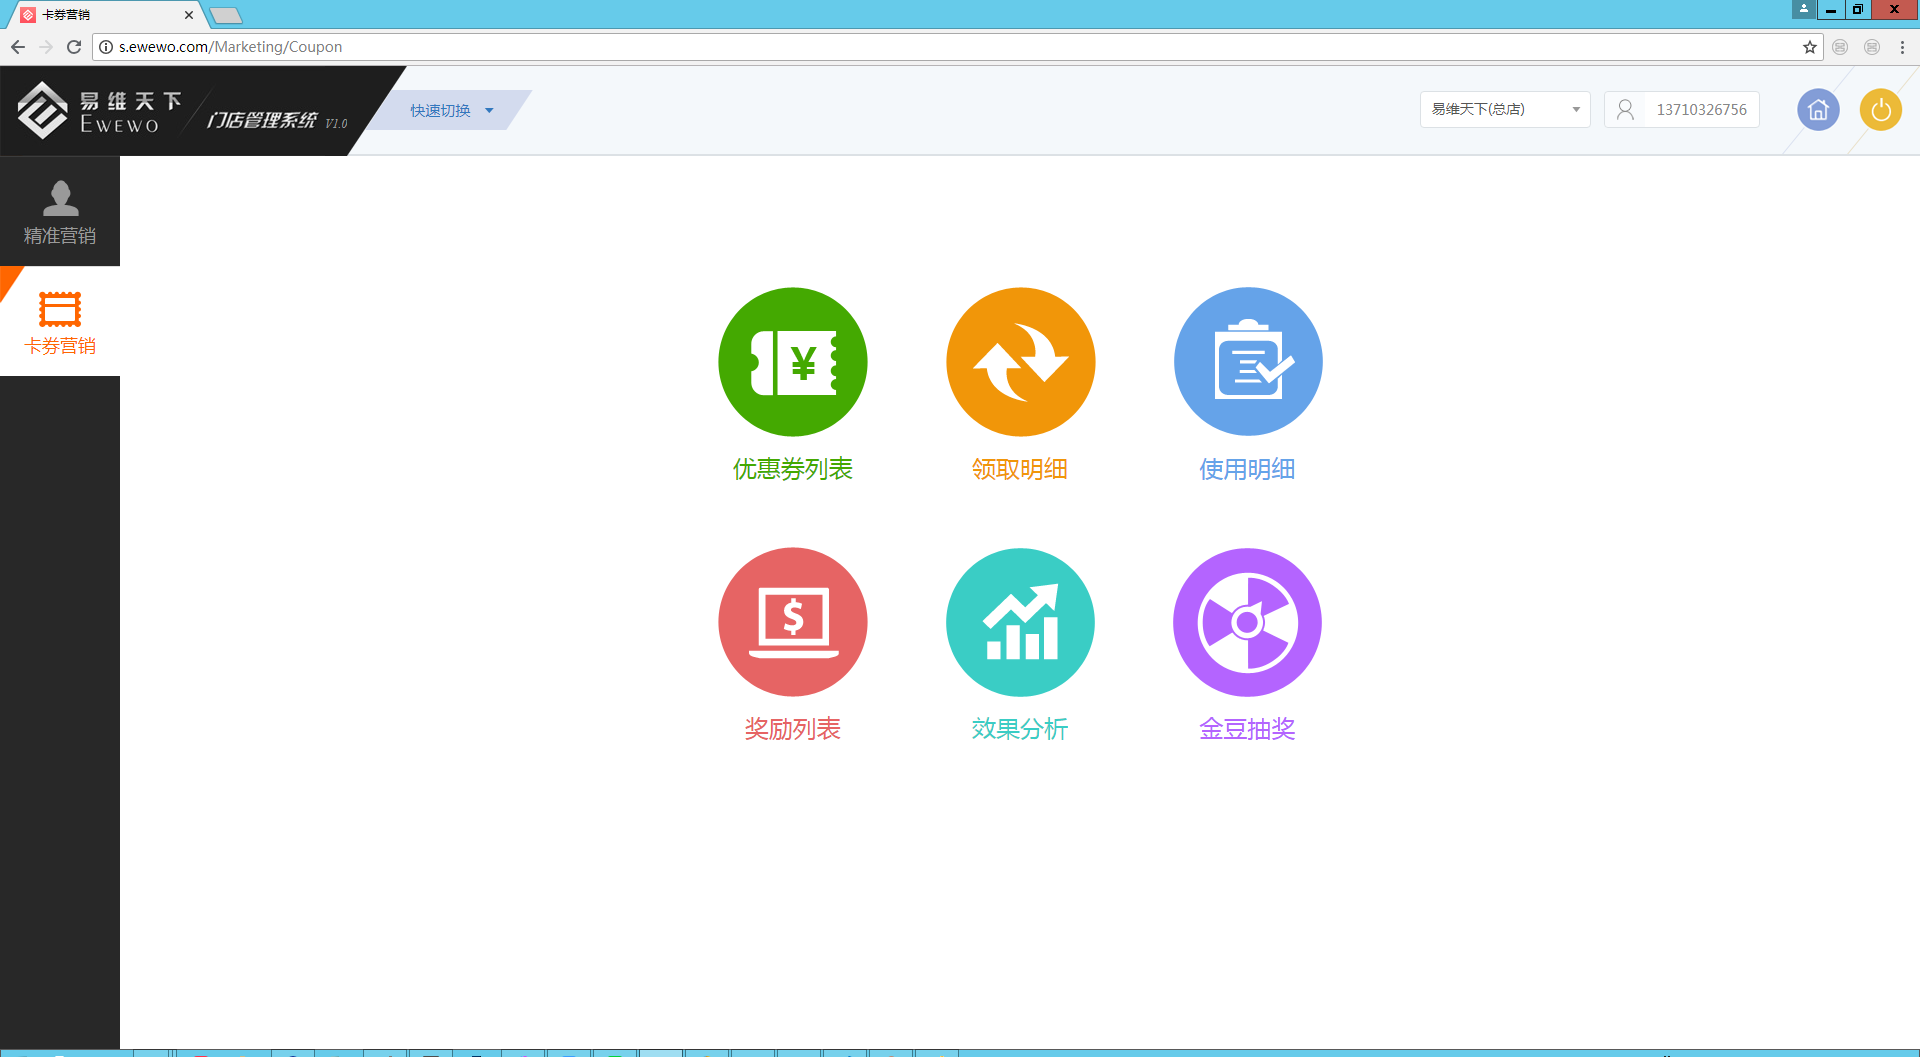 卡券营销
s.ewewo.com/Marketing/Coupon
易维天下
EWEWO
门店管理系统 V1.0
快速切换
易维天下(总店)
13710326756
精准营销
卡券营销
¥
优惠券列表
领取明细
使用明细
$
奖励列表
效果分析
金豆抽奖